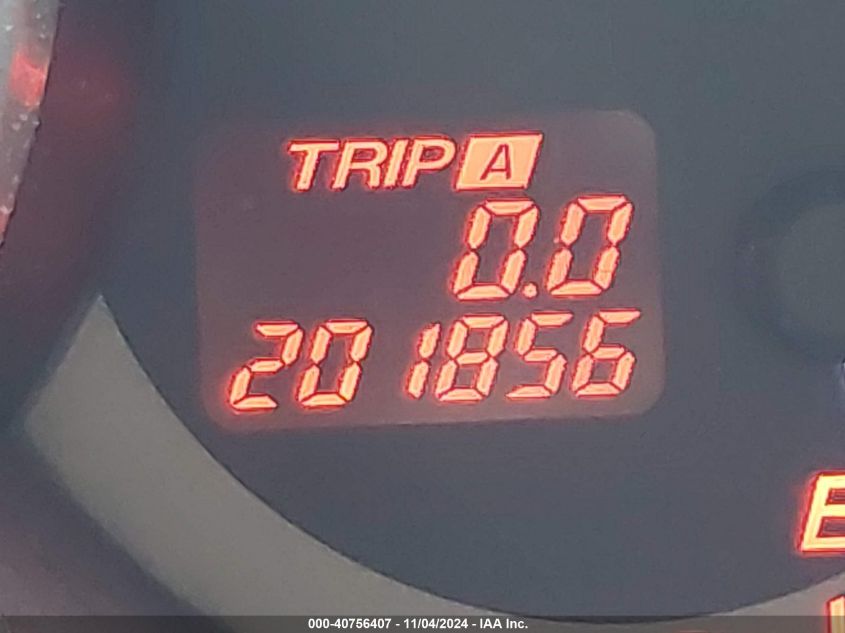 TRIP A
0.0
201856
E
000-40756407 - 11/04/2024 - IAA Inc.